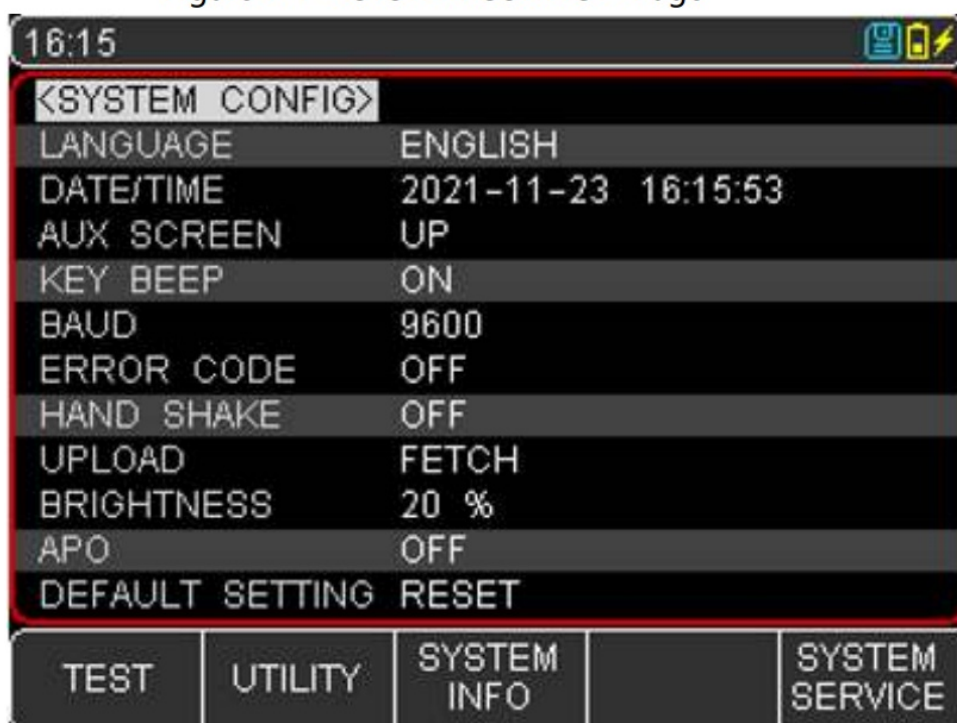 16:15
<SYSTEM CONFIG>
LANGUAGE ENGLISH
DATE/TIME 2021-11-23 16:15:53
AUX SCREEN UP
KEY BEEP ON
BAUD 9600
ERROR CODE OFF
HAND SHAKE OFF
UPLOAD FETCH
BRIGHTNESS 20 %
APO OFF
DEFAULT SETTING RESET
TEST UTILITY SYSTEM INFO SYSTEM SERVICE